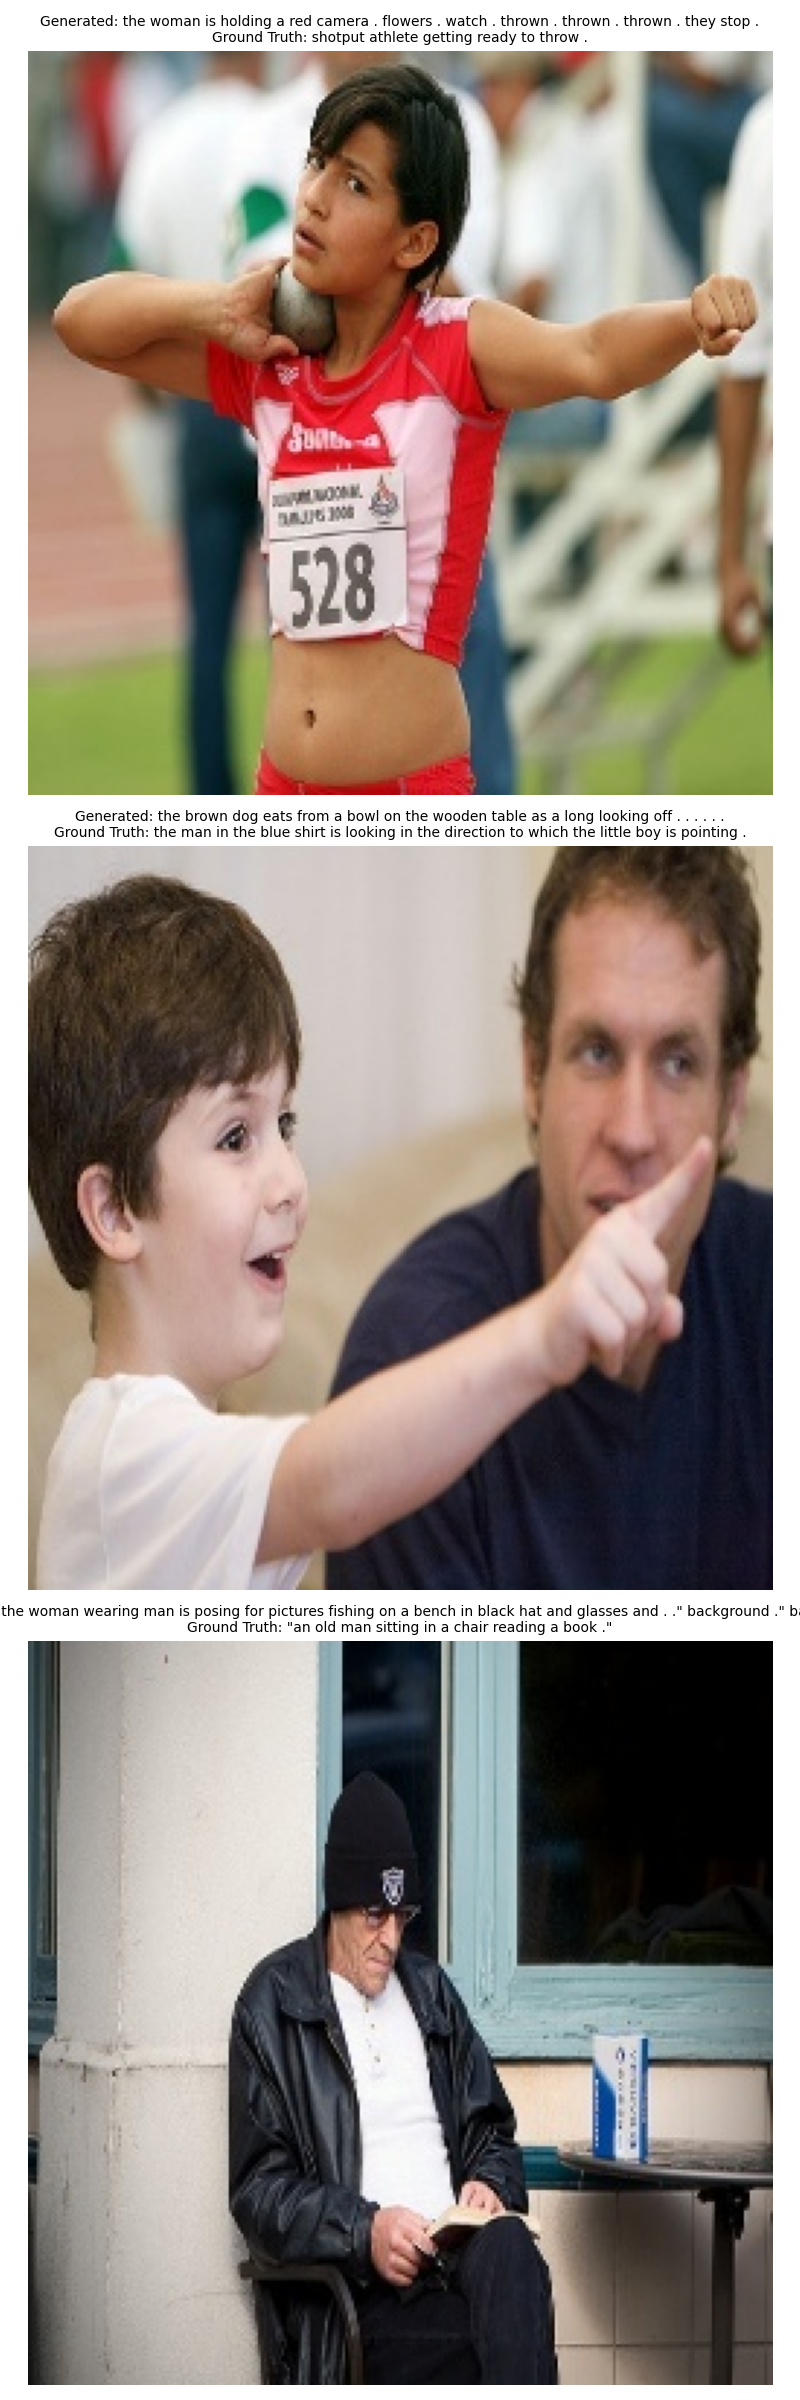 Generated: the woman is holding a red camera . flowers . watch . thrown . thrown . thrown . they stop .
Ground Truth: shotput athlete getting ready to throw .
528
Generated: the brown dog eats from a bowl on the wooden table as a long looking off . . . . . .
Ground Truth: the man in the blue shirt is looking in the direction to which the little boy is pointing .
the woman wearing man is posing for pictures fishing on a bench in black hat and glasses and . ." background ." ba
Ground Truth: "an old man sitting in a chair reading a book ."